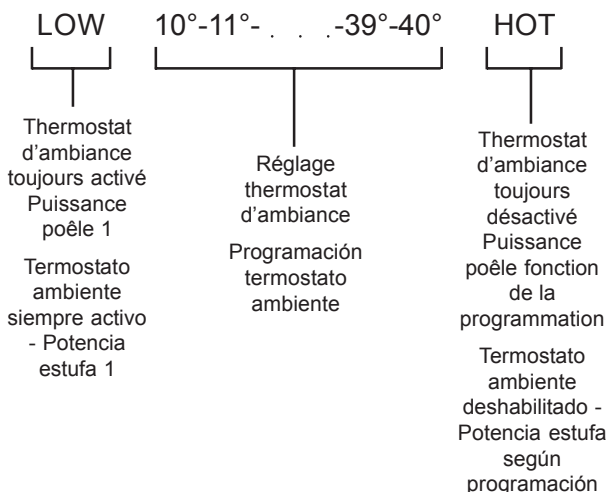 LOW 10°-11°- . . .-39°-40° HOT
Thermostat
d'ambiance
toujours activé
Puissance
poêle 1
Termostato
ambiente
siempre activo
- Potencia
estufa 1
Réglage
thermostat
d'ambiance
Programación
termostato
ambiente
Thermostat
d'ambiance
toujours
désactivé
Puissance
poêle fonction
de la
programmation
Termostato
ambiente
deshabilitado -
Potencia estufa
según
programación